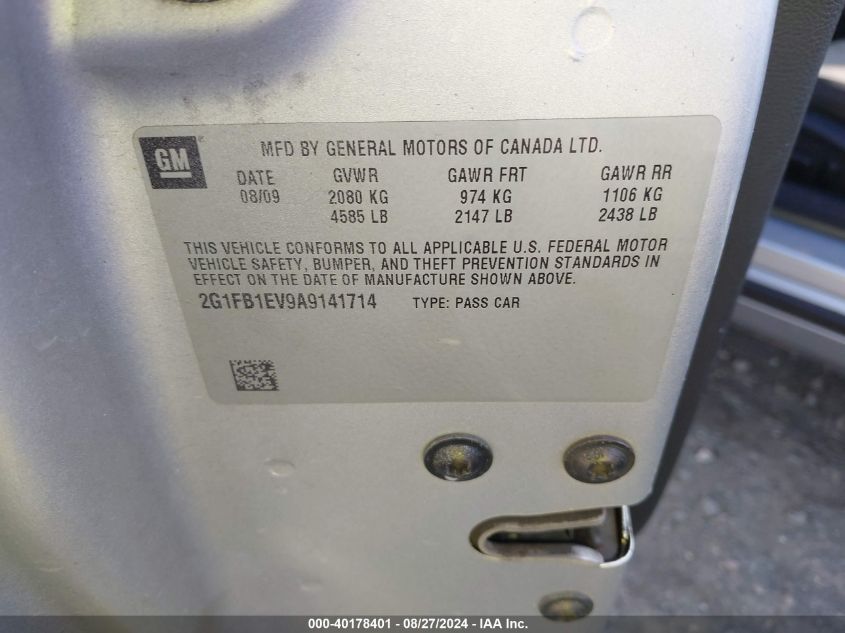 GM MFD BY GENERAL MOTORS OF CANADA LTD.
DATE GVWR GAWR FRT GAWR RR
08/09 2080 KG 974 KG 1106 KG
4585 LB 2147 LB 2438 LB
THIS VEHICLE CONFORMS TO ALL APPLICABLE U.S. FEDERAL MOTOR
VEHICLE SAFETY, BUMPER, AND THEFT PREVENTION STANDARDS IN
EFFECT ON THE DATE OF MANUFACTURE SHOWN ABOVE.
2G1FB1EV9A9141714 TYPE: PASS CAR
000-40178401 - 08/27/2024 - IAA Inc.